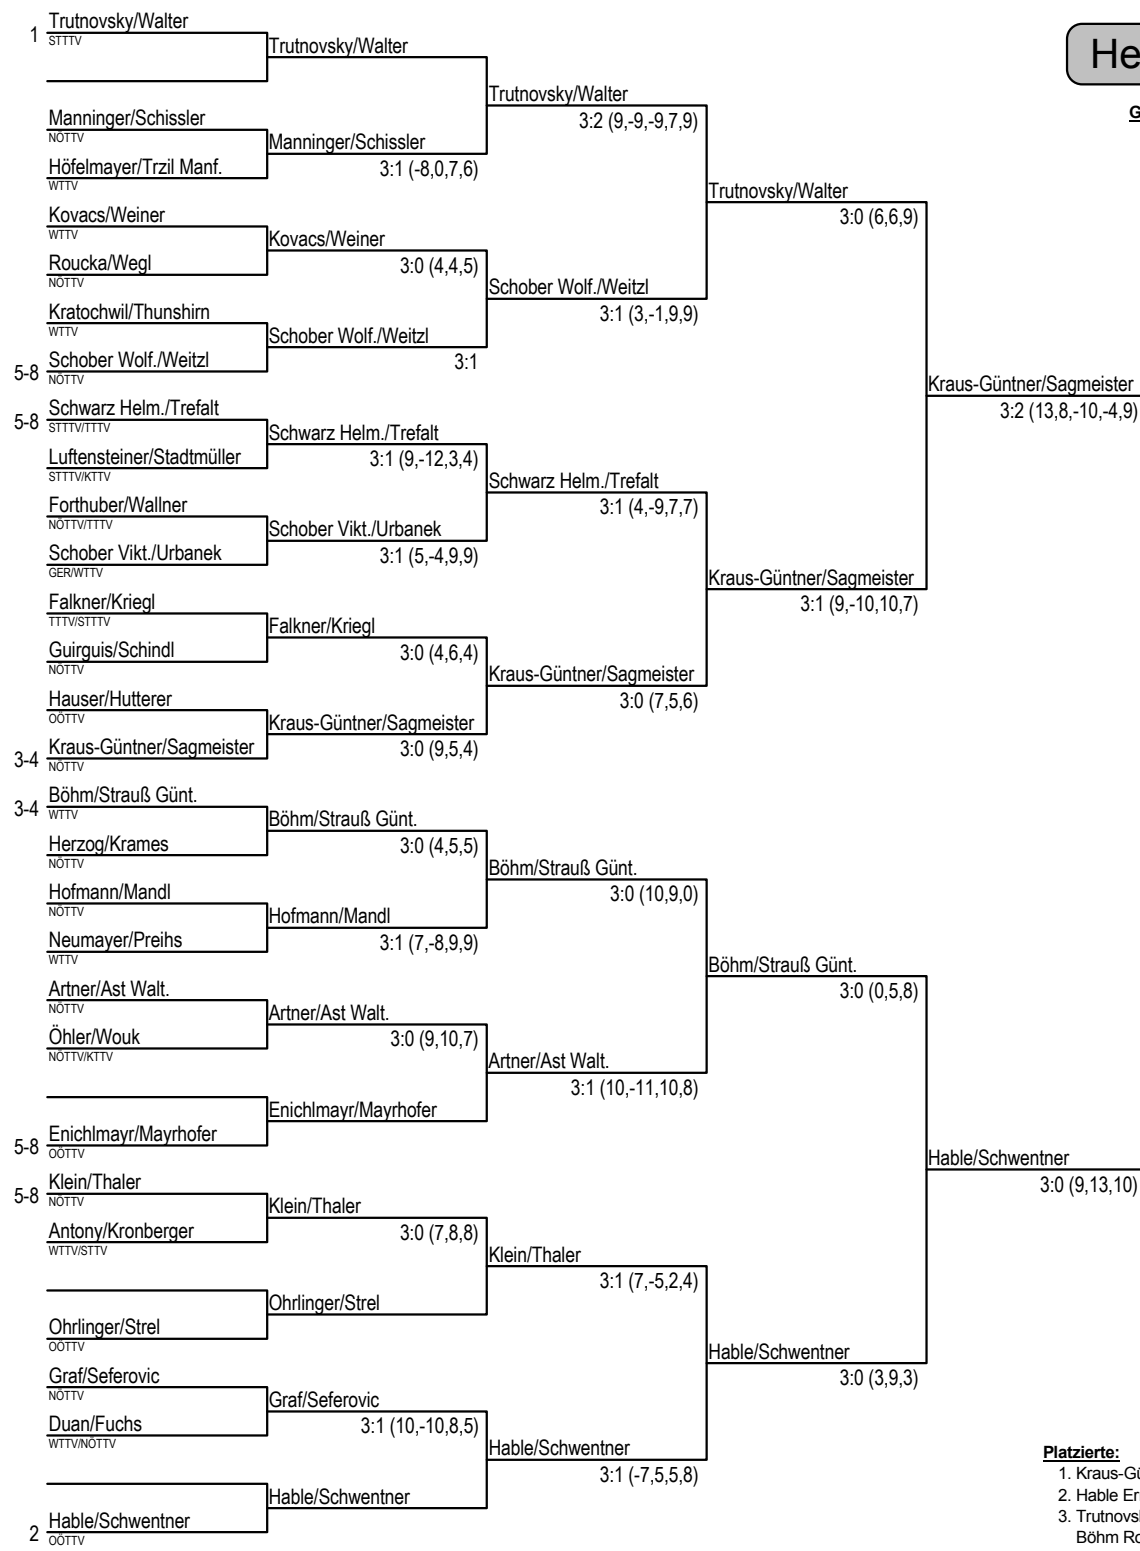 He
G
1 Trutnovsky/Walter
STTTV
Manninger/Schissler
NÖTTV
Höfelmayer/Trzil Manf.
WTTV
Kovacs/Weiner
WTTV
Roucka/Wegl
NÖTTV
Kratochwil/Thunshirn
WTTV
5-8 Schober Wolf./Weitzl
NÖTTV
5-8 Schwarz Helm./Trefalt
STTTV/TTTV
Luftensteiner/Stadtmüller
STTTV/KTTV
Forthuber/Wallner
NÖTTV/TTTV
Schober Vikt./Urbanek
GER/WTTV
Falkner/Kriegl
TTTV/STTTV
Guirguis/Schindl
NÖTTV
Hauser/Hutterer
OÖTTV
3-4 Kraus-Güntner/Sagmeister
NÖTTV
3-4 Böhm/Strauß Günt.
WTTV
Herzog/Krames
NÖTTV
Hofmann/Mandl
NÖTTV
Neumayer/Preihs
WTTV
Artner/Ast Walt.
NÖTTV
Öhler/Wouk
NÖTTV/KTTV
5-8 Enichlmayr/Mayrhofer
OÖTTV
5-8 Klein/Thaler
NÖTTV
Antony/Kronberger
WTTV/STTV
Ohrlinger/Strel
OÖTTV
Graf/Seferovic
NÖTTV
Duan/Fuchs
WTTV/NÖTTV
2 Hable/Schwentner
OÖTTV
Trutnovsky/Walter
Manninger/Schissler
3:1 (-8,0,7,6)
Kovacs/Weiner
3:0 (4,4,5)
Schober Wolf./Weitzl
3:1
Schwarz Helm./Trefalt
3:1 (9,-12,3,4)
Schober Vikt./Urbanek
3:1 (5,-4,9,9)
Falkner/Kriegl
3:0 (4,6,4)
Kraus-Güntner/Sagmeister
3:0 (9,5,4)
Böhm/Strauß Günt.
3:0 (4,5,5)
Hofmann/Mandl
3:1 (7,-8,9,9)
Artner/Ast Walt.
3:0 (9,10,7)
Enichlmayr/Mayrhofer
Klein/Thaler
3:0 (7,8,8)
Ohrlinger/Strel
Graf/Seferovic
3:1 (10,-10,8,5)
Hable/Schwentner
Trutnovsky/Walter
3:2 (9,-9,-9,7,9)
Schober Wolf./Weitzl
3:1 (3,-1,9,9)
Schwarz Helm./Trefalt
3:1 (4,-9,7,7)
Kraus-Güntner/Sagmeister
3:0 (7,5,6)
Böhm/Strauß Günt.
3:0 (10,9,0)
Artner/Ast Walt.
3:1 (10,-11,10,8)
Klein/Thaler
3:1 (7,-5,2,4)
Hable/Schwentner
3:1 (-7,5,5,8)
Trutnovsky/Walter
3:0 (6,6,9)
Kraus-Güntner/Sagmeister
3:1 (9,-10,10,7)
Böhm/Strauß Günt.
3:0 (0,5,8)
Hable/Schwentner
3:0 (3,9,3)
Kraus-Güntner/Sagmeister
3:2 (13,8,-10,-4,9)
Hable/Schwentner
3:0 (9,13,10)
Platzierte:
1. Kraus-Gü
2. Hable Er
3. Trutnovs
Böhm Ro